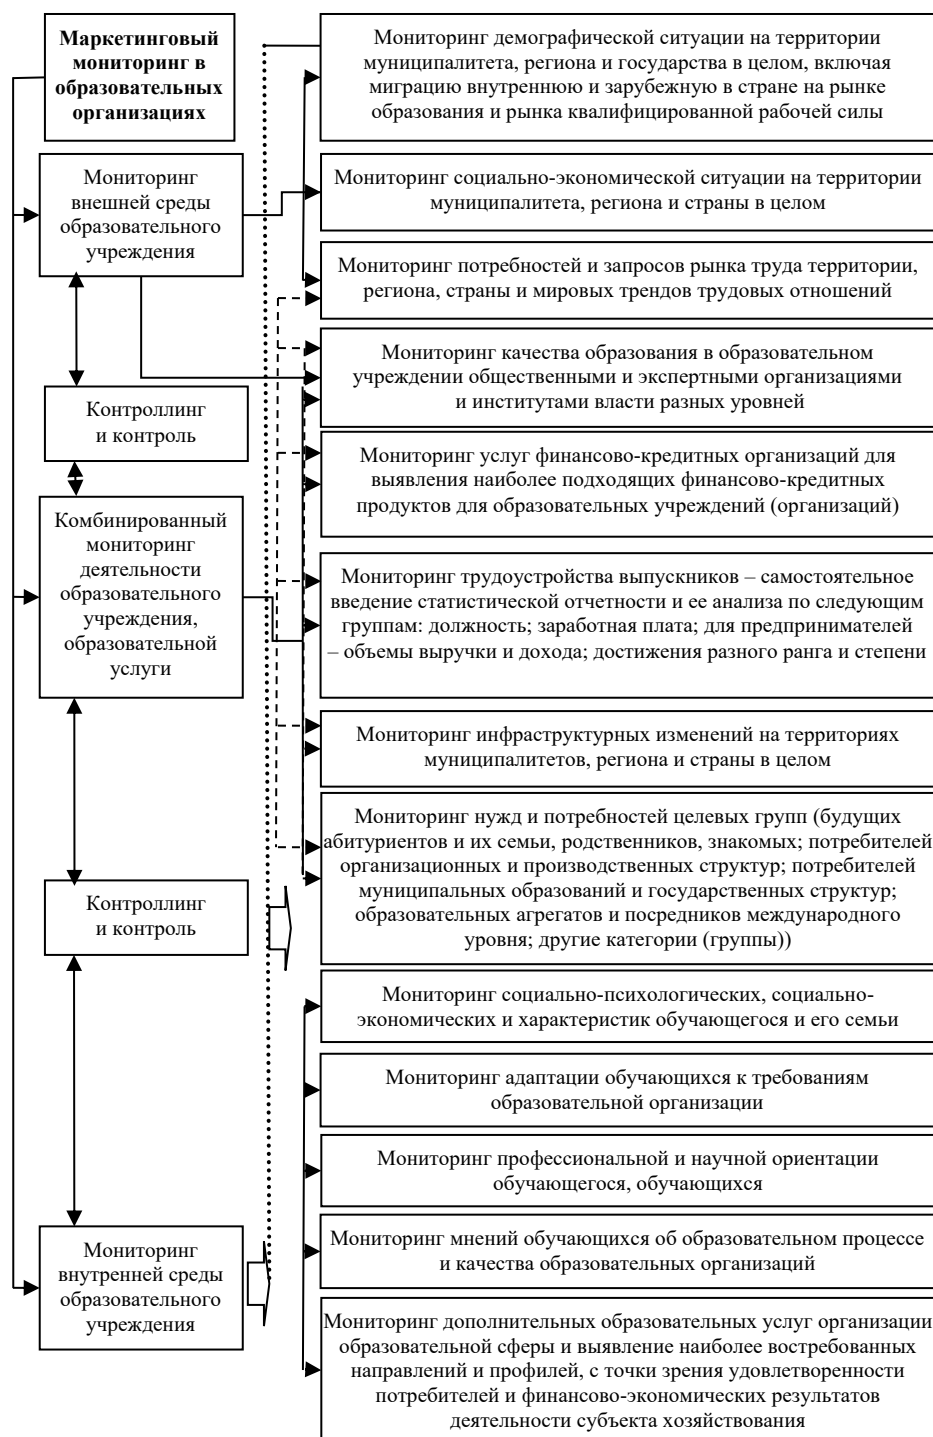 Маркетинговый
мониторинг в
образовательных
организациях
Мониторинг
внешней среды
образовательного
учреждения
Контроллинг
и контроль
Комбинированный
мониторинг
деятельности
образовательного
учреждения,
образовательной
услуги
Контроллинг
и контроль
Мониторинг
внутренней среды
образовательного
учреждения
Мониторинг демографической ситуации на территории
муниципалитета, региона и государства в целом, включая
миграцию внутреннюю и зарубежную в стране на рынке
образования и рынка квалифицированной рабочей силы
Мониторинг социально-экономической ситуации на территории
муниципалитета, региона и страны в целом
Мониторинг потребностей и запросов рынка труда территории,
региона, страны и мировых трендов трудовых отношений
Мониторинг качества образования в образовательном
учреждении общественными и экспертными организациями
и институтами власти разных уровней
Мониторинг услуг финансово-кредитных организаций для
выявления наиболее подходящих финансово-кредитных
продуктов для образовательных учреждений (организаций)
Мониторинг трудоустройства выпускников – самостоятельное
введение статистической отчетности и ее анализа по следующим
группам: должность; заработная плата; для предпринимателей
– объемы выручки и дохода; достижения разного ранга и степени
Мониторинг инфраструктурных изменений на территориях
муниципалитетов, региона и страны в целом
Мониторинг нужд и потребностей целевых групп (будущих
абитуриентов и их семьи, родственников, знакомых; потребителей
организационных и производственных структур; потребителей
муниципальных образований и государственных структур;
образовательных агрегатов и посредников международного
уровня; другие категории (группы))
Мониторинг социально-психологических, социально-
экономических и характеристик обучающегося и его семьи
Мониторинг адаптации обучающихся к требованиям
образовательной организации
Мониторинг профессиональной и научной ориентации
обучающегося, обучающихся
Мониторинг мнений обучающихся об образовательном процессе
и качества образовательных организаций
Мониторинг дополнительных образовательных услуг организации
образовательной сферы и выявление наиболее востребованных
направлений и профилей, с точки зрения удовлетворенности
потребителей и финансово-экономических результатов
деятельности субъекта хозяйствования